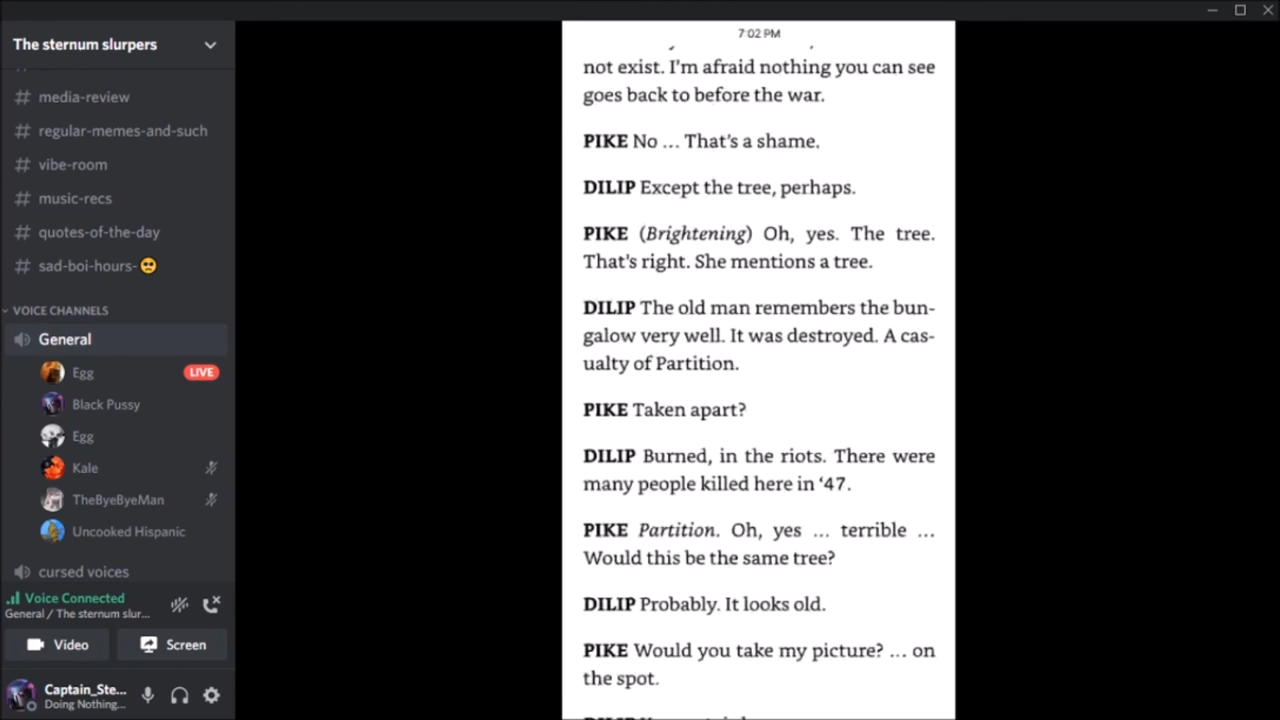 The sternum slurpers
# media-review
# regular-memes-and-such
# vibe-room
# music-recs
# quotes-of-the-day
# sad-boi-hours-🥺
VOICE CHANNELS
General
Egg LIVE
Black Pussy
Egg
Kale
TheByeByeMan
Uncooked Hispanic
cursed voices
Voice Connected
General / The sternum slur...
Video Screen
Captain_Ste...
Doing Nothing...
7:02 PM
not exist. I'm afraid nothing you can see
goes back to before the war.
PIKE No ... That's a shame.
DILIP Except the tree, perhaps.
PIKE (Brightening) Oh, yes. The tree.
That's right. She mentions a tree.
DILIP The old man remembers the bun-
galow very well. It was destroyed. A cas-
ualty of Partition.
PIKE Taken apart?
DILIP Burned, in the riots. There were
many people killed here in ‘47.
PIKE Partition. Oh, yes ... terrible ...
Would this be the same tree?
DILIP Probably. It looks old.
PIKE Would you take my picture? ... on
the spot.